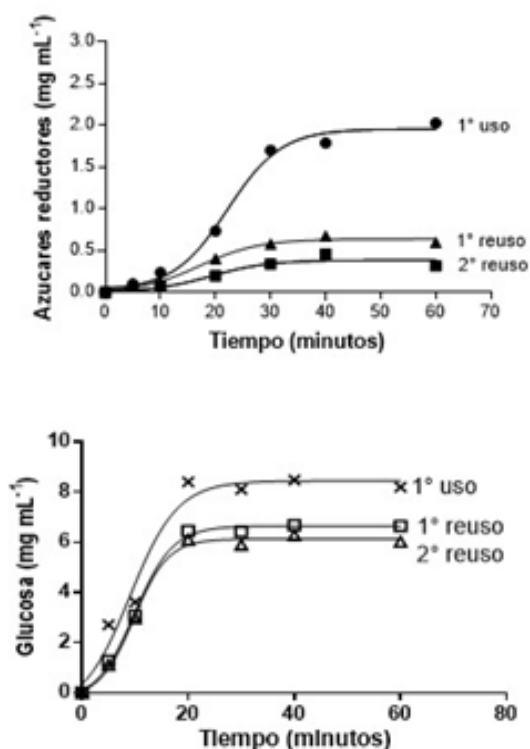 Azucares reductores (mg mL-1)
3.0
2.5
2.0
1.5
1.0
0.5
0.0
0 10 20 30 40 50 60 70
Tiempo (minutos)
1° uso
1° reuso
2° reuso
Glucosa (mg mL-1)
10
8
6
4
2
0
0 20 40 60 80
Tiempo (minutos)
1° uso
1° reuso
2° reuso